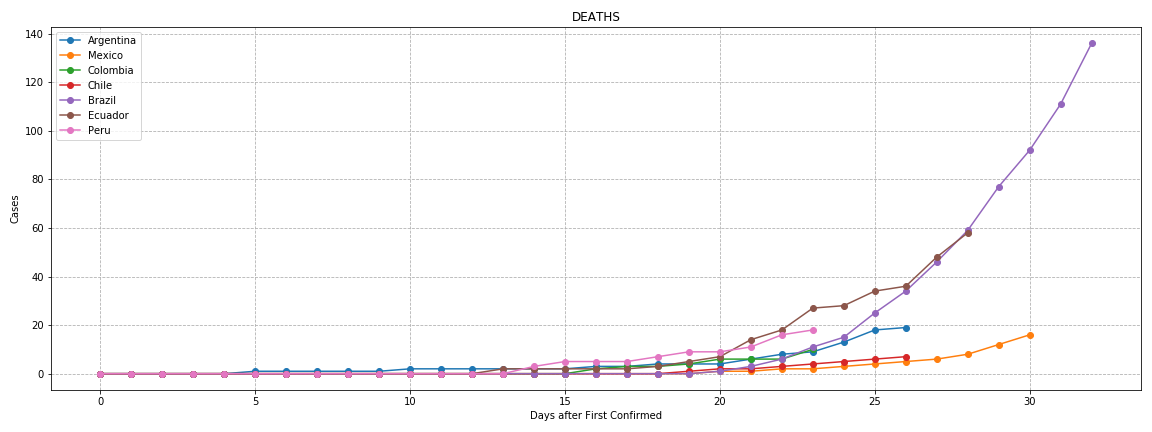 DEATHS
Argentina
Mexico
Colombia
Chile
Brazil
Ecuador
Peru
Cases
140
120
100
80
60
40
20
0
0 5 10 15 20 25 30
Days after First Confirmed